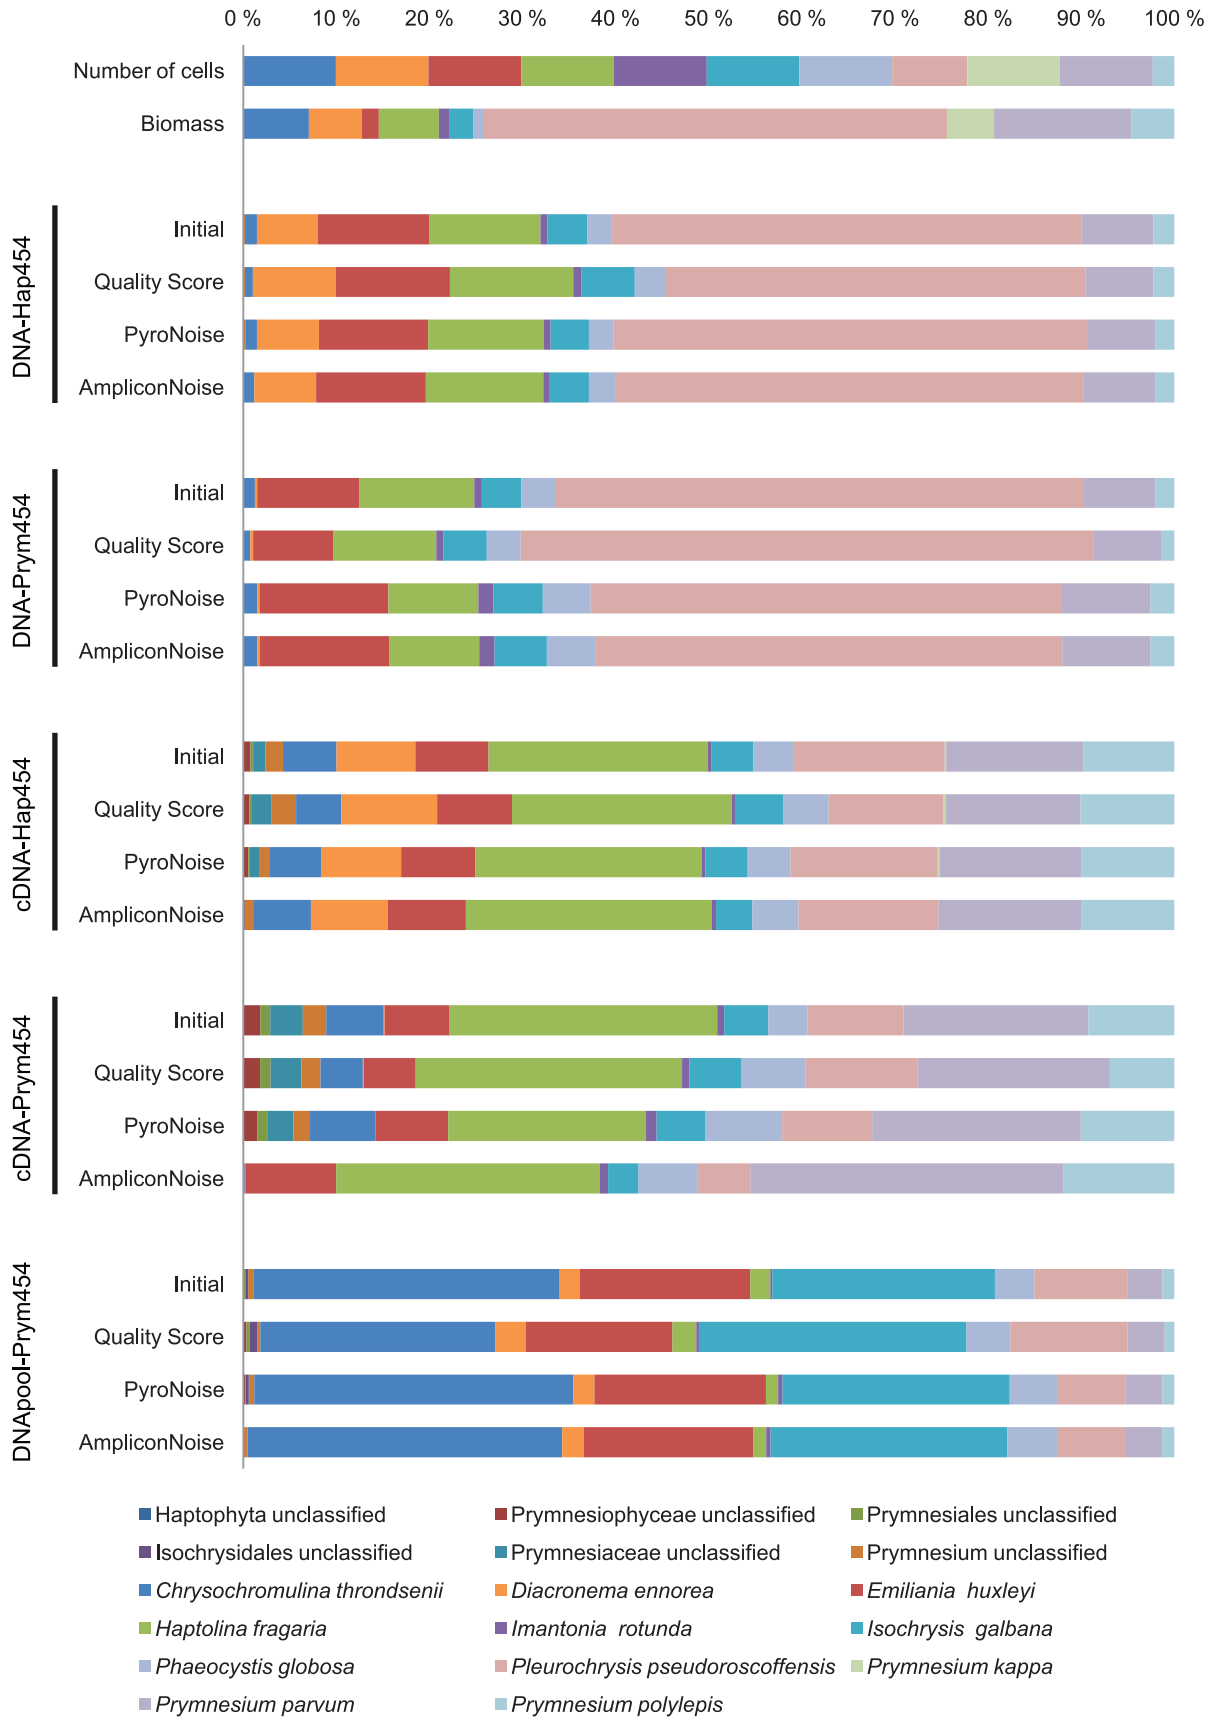 0 % 10 % 20 % 30 % 40 % 50 % 60 % 70 % 80 % 90 % 100 %
Number of cells
Biomass
DNA-Hap454
Initial
Quality Score
PyroNoise
AmpliconNoise
DNA-Prym454
Initial
Quality Score
PyroNoise
AmpliconNoise
cDNA-Hap454
Initial
Quality Score
PyroNoise
AmpliconNoise
cDNA-Prym454
Initial
Quality Score
PyroNoise
AmpliconNoise
DNApool-Prym454
Initial
Quality Score
PyroNoise
AmpliconNoise
Haptophyta unclassified Prymnesiophyceae unclassified Prymnesiales unclassified
Isochrysidales unclassified Prymnesiaceae unclassified Prymnesium unclassified
Chrysochromulina throndsenii Diacronema ennorea Emiliania huxleyi
Haptolina fragaria Imantonia rotunda Isochrysis galbana
Phaeocystis globosa Pleurochrysis pseudoroscoffensis Prymnesium kappa
Prymnesium parvum Prymnesium polylepis